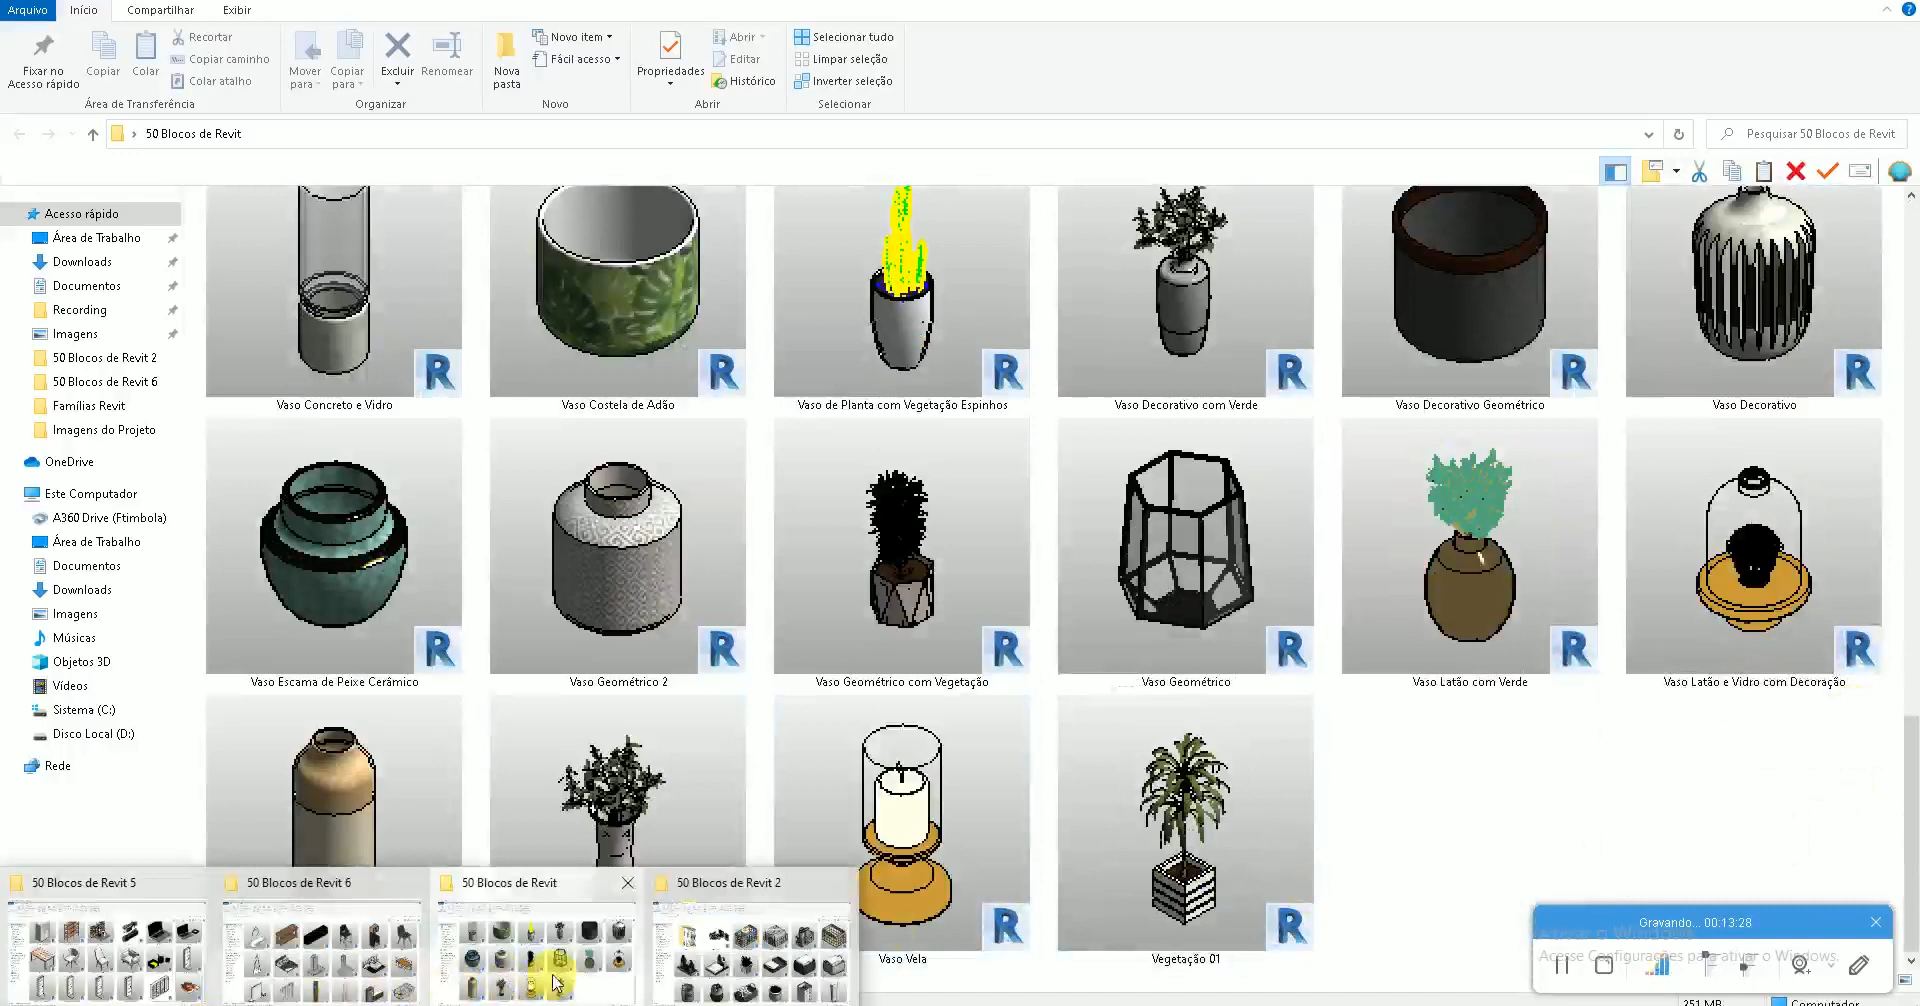 Arquivo Início Compartilhar Exibir
Fixar no Acesso rápido
Copiar
Colar
Recortar
Copiar caminho
Colar atalho
Área de Transferência
Mover para
Copiar para
Excluir
Renomear
Organizar
Nova pasta
Novo item
Fácil acesso
Novo
Propriedades
Abrir
Editar
Histórico
Abrir
Selecionar tudo
Limpar seleção
Inverter seleção
Selecionar
50 Blocos de Revit
Pesquisar 50 Blocos de Revit
Acesso rápido
Área de Trabalho
Downloads
Documentos
Recording
Imagens
50 Blocos de Revit 2
50 Blocos de Revit 6
Famílias Revit
Imagens do Projeto
OneDrive
Este Computador
A360 Drive (Ftimbola)
Área de Trabalho
Documentos
Downloads
Imagens
Músicas
Objetos 3D
Vídeos
Sistema (C:)
Disco Local (D:)
Rede
R R R R R R
Vaso Concreto e Vidro
Vaso Costela de Adão
Vaso de Planta com Vegetação Espinhos
Vaso Decorativo com Verde
Vaso Decorativo Geométrico
Vaso Decorativo
R R R R R R
Vaso Escama de Peixe Cerâmico
Vaso Geométrico 2
Vaso Geométrico com Vegetação
Vaso Geométrico
Vaso Latão com Verde
Vaso Latão e Vidro com Decoração
R R
Vaso Vela
Vegetação 01
50 Blocos de Revit 5
50 Blocos de Revit 6
50 Blocos de Revit
50 Blocos de Revit 2
Gravando... 00:13:28
Acesse Configurações para ativar o Windows.
251 MB
Computador